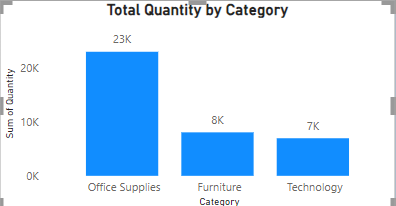 Total Quantity by Category
23K
20K
8K
10K
7K
0K
Sum of Quantity
Office Supplies Furniture Technology
Category